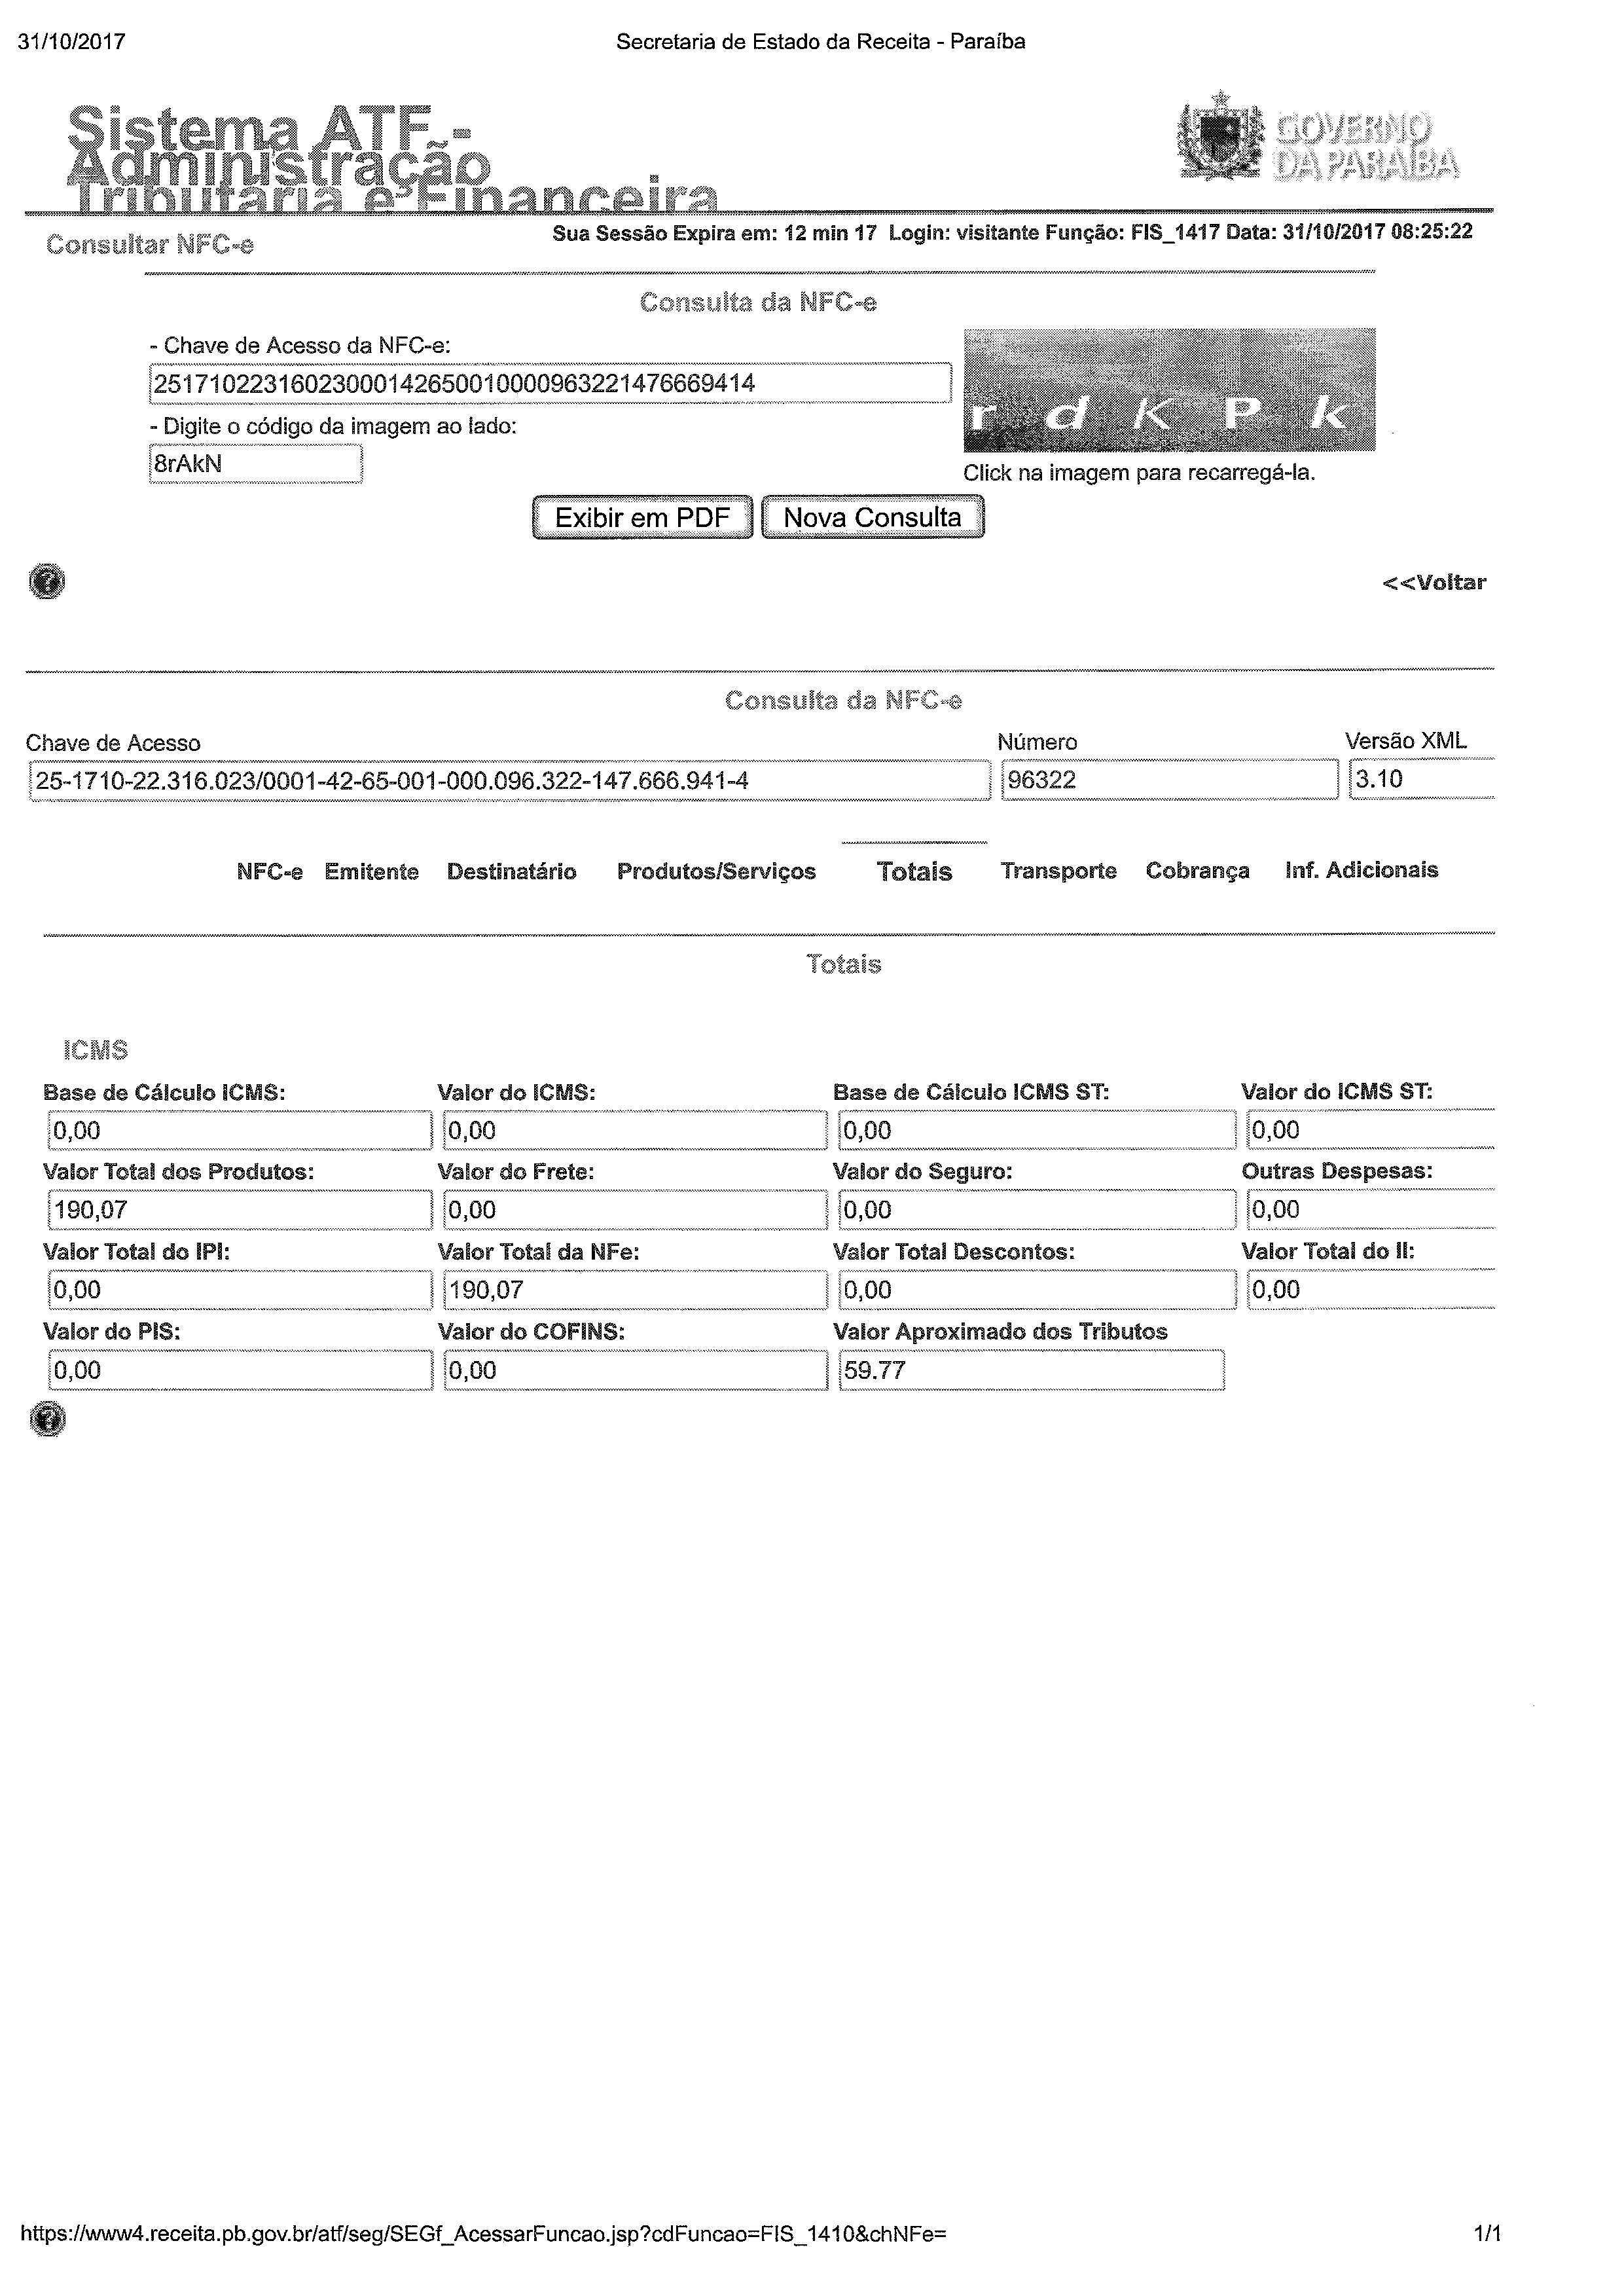 31/10/2017 Secretaria de Estado da Receita - Paraíba
Sistema ATF - GOVERNO
Administração DA PARAÍBA
Tributária e Financeira
Consultar NFC-e Sua Sessão Expira em: 12 min 17 Login: visitante Função: FIS_1417 Data: 31/10/2017 08:25:22
Consulta da NFC-e
- Chave de Acesso da NFC-e:
25171022316023000142650010000963221476669414
- Digite o código da imagem ao lado: r d K P k
8rAkN Click na imagem para recarregá-la.
Exibir em PDF Nova Consulta
? <<Voltar
Consulta da NFC-e
Chave de Acesso Número Versão XML
25-1710-22.316.023/0001-42-65-001-000.096.322-147.666.941-4 96322 3.10
NFC-e Emitente Destinatário Produtos/Serviços Totais Transporte Cobrança Inf. Adicionais
Totais
ICMS
Base de Cálculo ICMS: Valor do ICMS: Base de Cálculo ICMS ST: Valor do ICMS ST:
0,00 0,00 0,00 0,00
Valor Total dos Produtos: Valor do Frete: Valor do Seguro: Outras Despesas:
190,07 0,00 0,00 0,00
Valor Total do IPI: Valor Total da NFe: Valor Total Descontos: Valor Total do II:
0,00 190,07 0,00 0,00
Valor do PIS: Valor do COFINS: Valor Aproximado dos Tributos
0,00 0,00 59.77
?
https://www4.receita.pb.gov.br/atf/seg/SEGf_AcessarFuncao.jsp?cdFuncao=FIS_1410&chNFe= 1/1